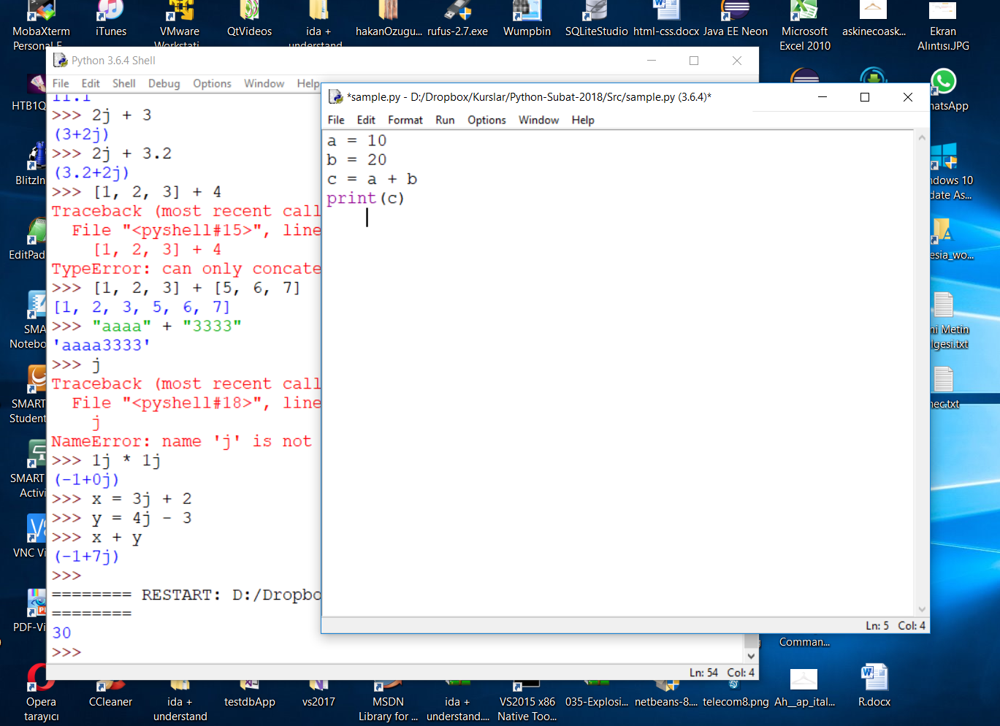 MobaXterm
Personal E...
iTunes
VMware
Workstati...
QtVideos
ida +
understand
hakanOzugu...
rufus-2.7.exe
Wumpbin
SQLiteStudio
html-css.docx
Java EE Neon
Microsoft
Excel 2010
askinecoask...
Ekran
Alıntısı.JPG
Python 3.6.4 Shell
File Edit Shell Debug Options Window Help
11.1
>>> 2j + 3
(3+2j)
>>> 2j + 3.2
(3.2+2j)
>>> [1, 2, 3] + 4
Traceback (most recent call
File "<pyshell#15>", line
[1, 2, 3] + 4
TypeError: can only concate
>>> [1, 2, 3] + [5, 6, 7]
[1, 2, 3, 5, 6, 7]
>>> "aaaa" + "3333"
'aaaa3333'
>>> j
Traceback (most recent call
File "<pyshell#18>", line
j
NameError: name 'j' is not
>>> 1j * 1j
(-1+0j)
>>> x = 3j + 2
>>> y = 4j - 3
>>> x + y
(-1+7j)
>>>
======== RESTART: D:/Dropbo
========
30
>>>
Ln: 54 Col: 4
*sample.py - D:/Dropbox/Kurslar/Python-Subat-2018/Src/sample.py (3.6.4)*
File Edit Format Run Options Window Help
a = 10
b = 20
c = a + b
print(c)
Ln: 5 Col: 4
HTB1Q
BlitzIn
EditPad
SMA
Notebo
SMART
Student
SMART
Activi
VNC Vi
PDF-Vi
hatsApp
ndows 10
date As...
esia_wo...
ni Metin
lgesi.txt
nec.txt
Comman...
Opera
tarayıcı
CCleaner
ida +
understand
testdbApp
vs2017
MSDN
Library for ...
ida +
understand....
VS2015 x86
Native Too...
035-Explosi...
netbeans-8....
telecom8.png
Ah__ap_ital...
R.docx